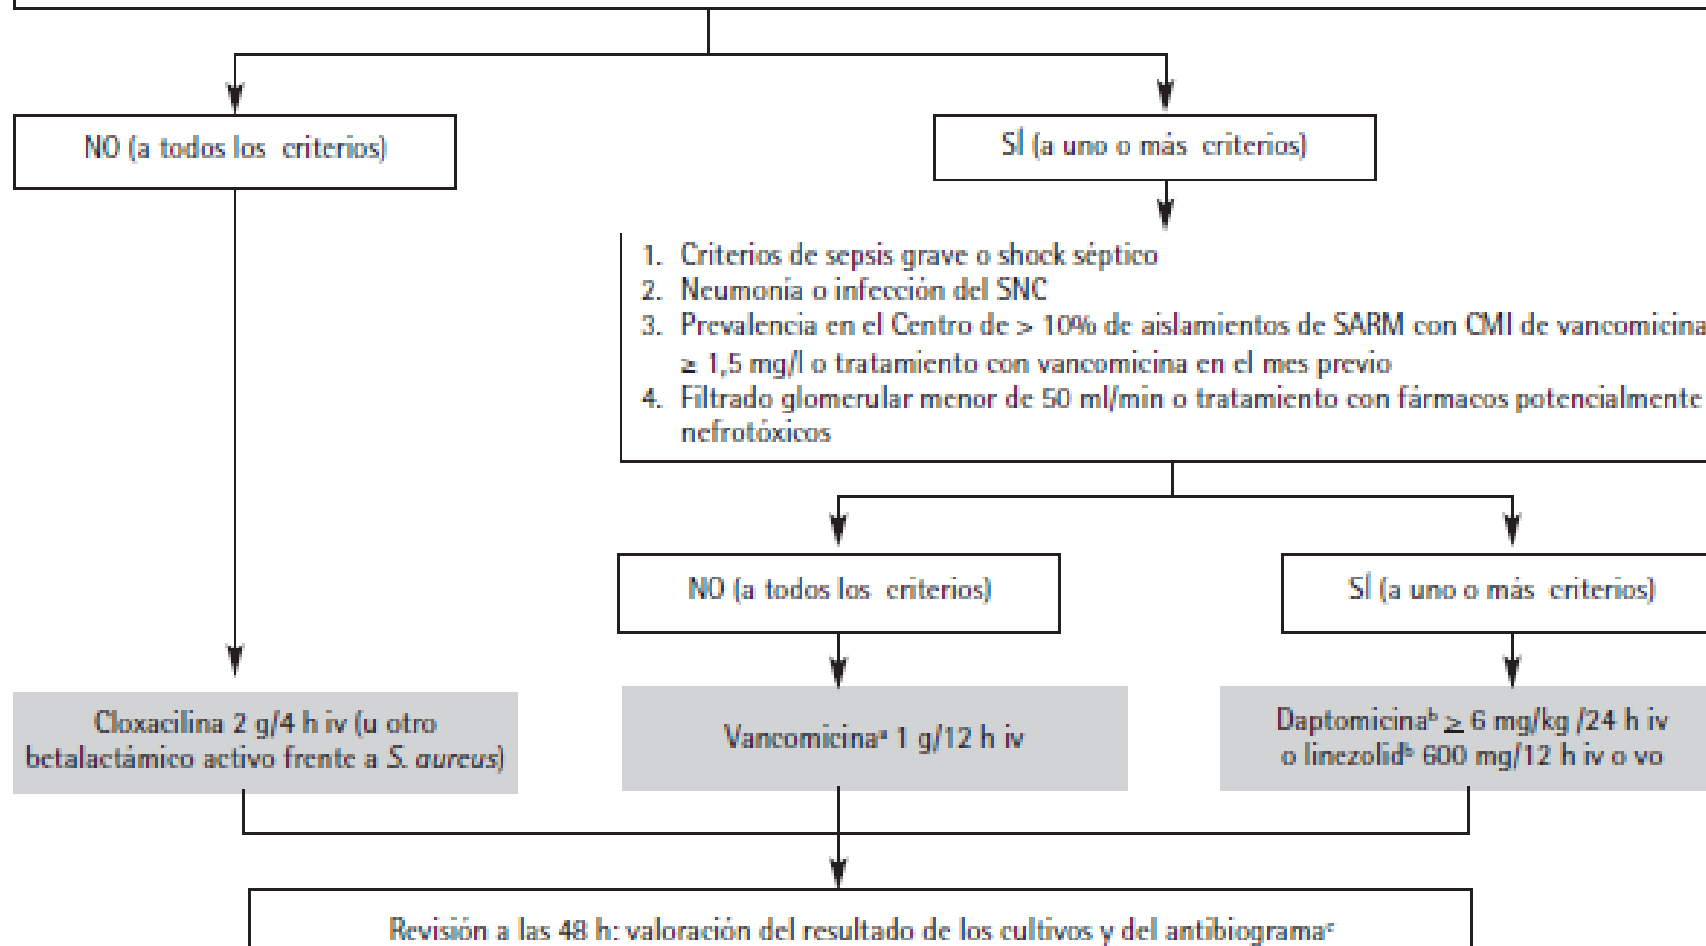 NO (a todos los criterios)
SÍ (a uno o más criterios)
1. Criterios de sepsis grave o shock séptico
2. Neumonía o infección del SNC
3. Prevalencia en el Centro de > 10% de aislamientos de SARM con CMI de vancomicina
≥ 1,5 mg/l o tratamiento con vancomicina en el mes previo
4. Filtrado glomerular menor de 50 ml/min o tratamiento con fármacos potencialmente
nefrotóxicos
NO (a todos los criterios)
SÍ (a uno o más criterios)
Cloxacilina 2 g/4 h iv (u otro
betalactámico activo frente a S. aureus)
Vancomicinaᵃ 1 g/12 h iv
Daptomicinaᵇ ≥ 6 mg/kg /24 h iv
o linezolidᵇ 600 mg/12 h iv o vo
Revisión a las 48 h: valoración del resultado de los cultivos y del antibiogramaᶜ